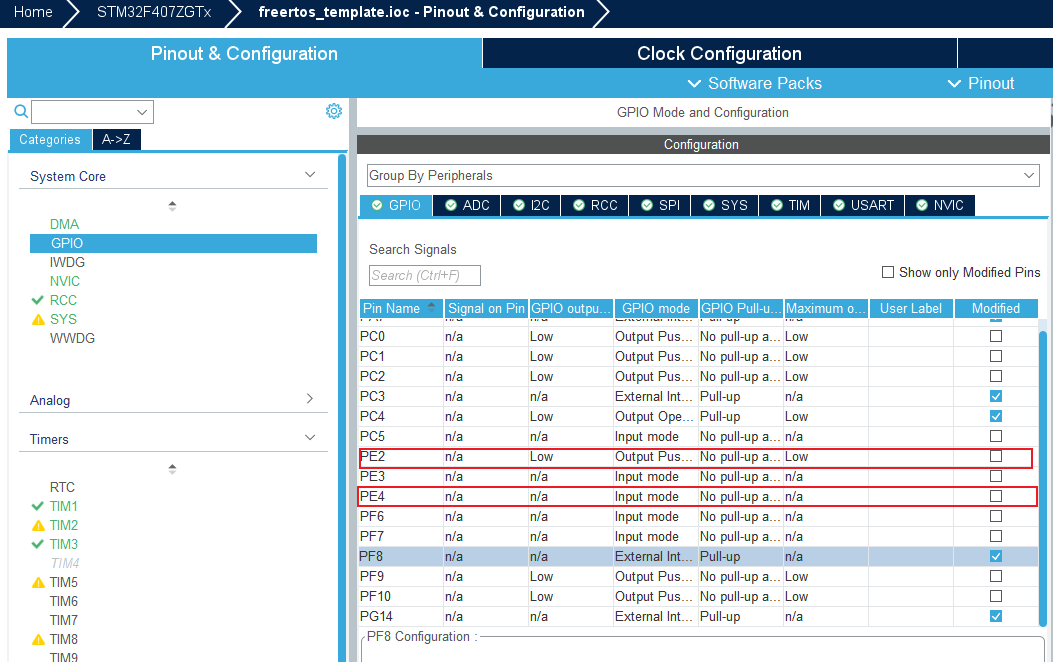 Home STM32F407ZGTx freertos_template.ioc - Pinout & Configuration
Pinout & Configuration Clock Configuration
Software Packs Pinout
GPIO Mode and Configuration
Categories A->Z
Configuration
System Core
Group By Peripherals
GPIO ADC I2C RCC SPI SYS TIM USART NVIC
DMA
GPIO
IWDG
NVIC
RCC
SYS
WWDG
Search Signals
Search (Ctrl+F)
Show only Modified Pins
Analog
Timers
RTC
TIM1
TIM2
TIM3
TIM4
TIM5
TIM6
TIM7
TIM8
TIM9
Pin Name Signal on Pin GPIO outpu... GPIO mode GPIO Pull-u... Maximum o... User Label Modified
PC0 n/a Low Output Pus... No pull-up a... Low
PC1 n/a Low Output Pus... No pull-up a... Low
PC2 n/a Low Output Pus... No pull-up a... Low
PC3 n/a n/a External Int... Pull-up n/a
PC4 n/a Low Output Ope... Pull-up Low
PC5 n/a n/a Input mode No pull-up a... n/a
PE2 n/a Low Output Pus... No pull-up a... Low
PE3 n/a n/a Input mode No pull-up a... n/a
PE4 n/a n/a Input mode No pull-up a... n/a
PF6 n/a n/a Input mode No pull-up a... n/a
PF7 n/a n/a Input mode No pull-up a... n/a
PF8 n/a n/a External Int... Pull-up n/a
PF9 n/a Low Output Pus... No pull-up a... Low
PF10 n/a Low Output Pus... No pull-up a... Low
PG14 n/a n/a External Int... Pull-up n/a
PF8 Configuration :